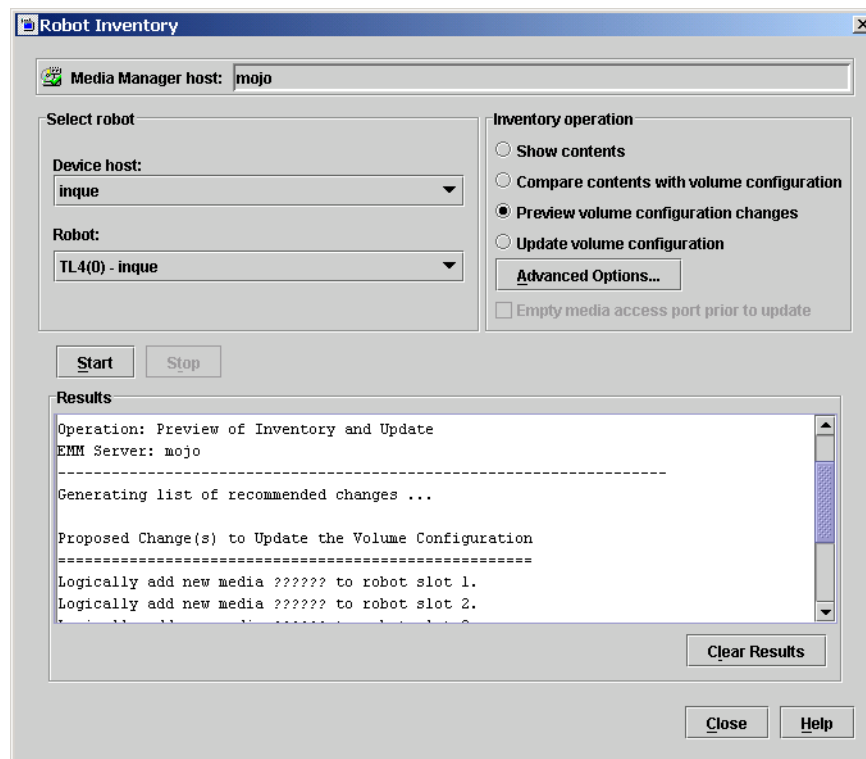 Robot Inventory
Media Manager host: mojo
Select robot
Device host:
inque
Robot:
TL4(0) - inque
Inventory operation
Show contents
Compare contents with volume configuration
Preview volume configuration changes
Update volume configuration
Advanced Options...
Empty media access port prior to update
Start
Stop
Results
Operation: Preview of Inventory and Update
EMM Server: mojo
--------------------------------------------------------------------
Generating list of recommended changes ...
Proposed Change(s) to Update the Volume Configuration
=====================================================
Logically add new media ?????? to robot slot 1.
Logically add new media ?????? to robot slot 2.
Clear Results
Close
Help